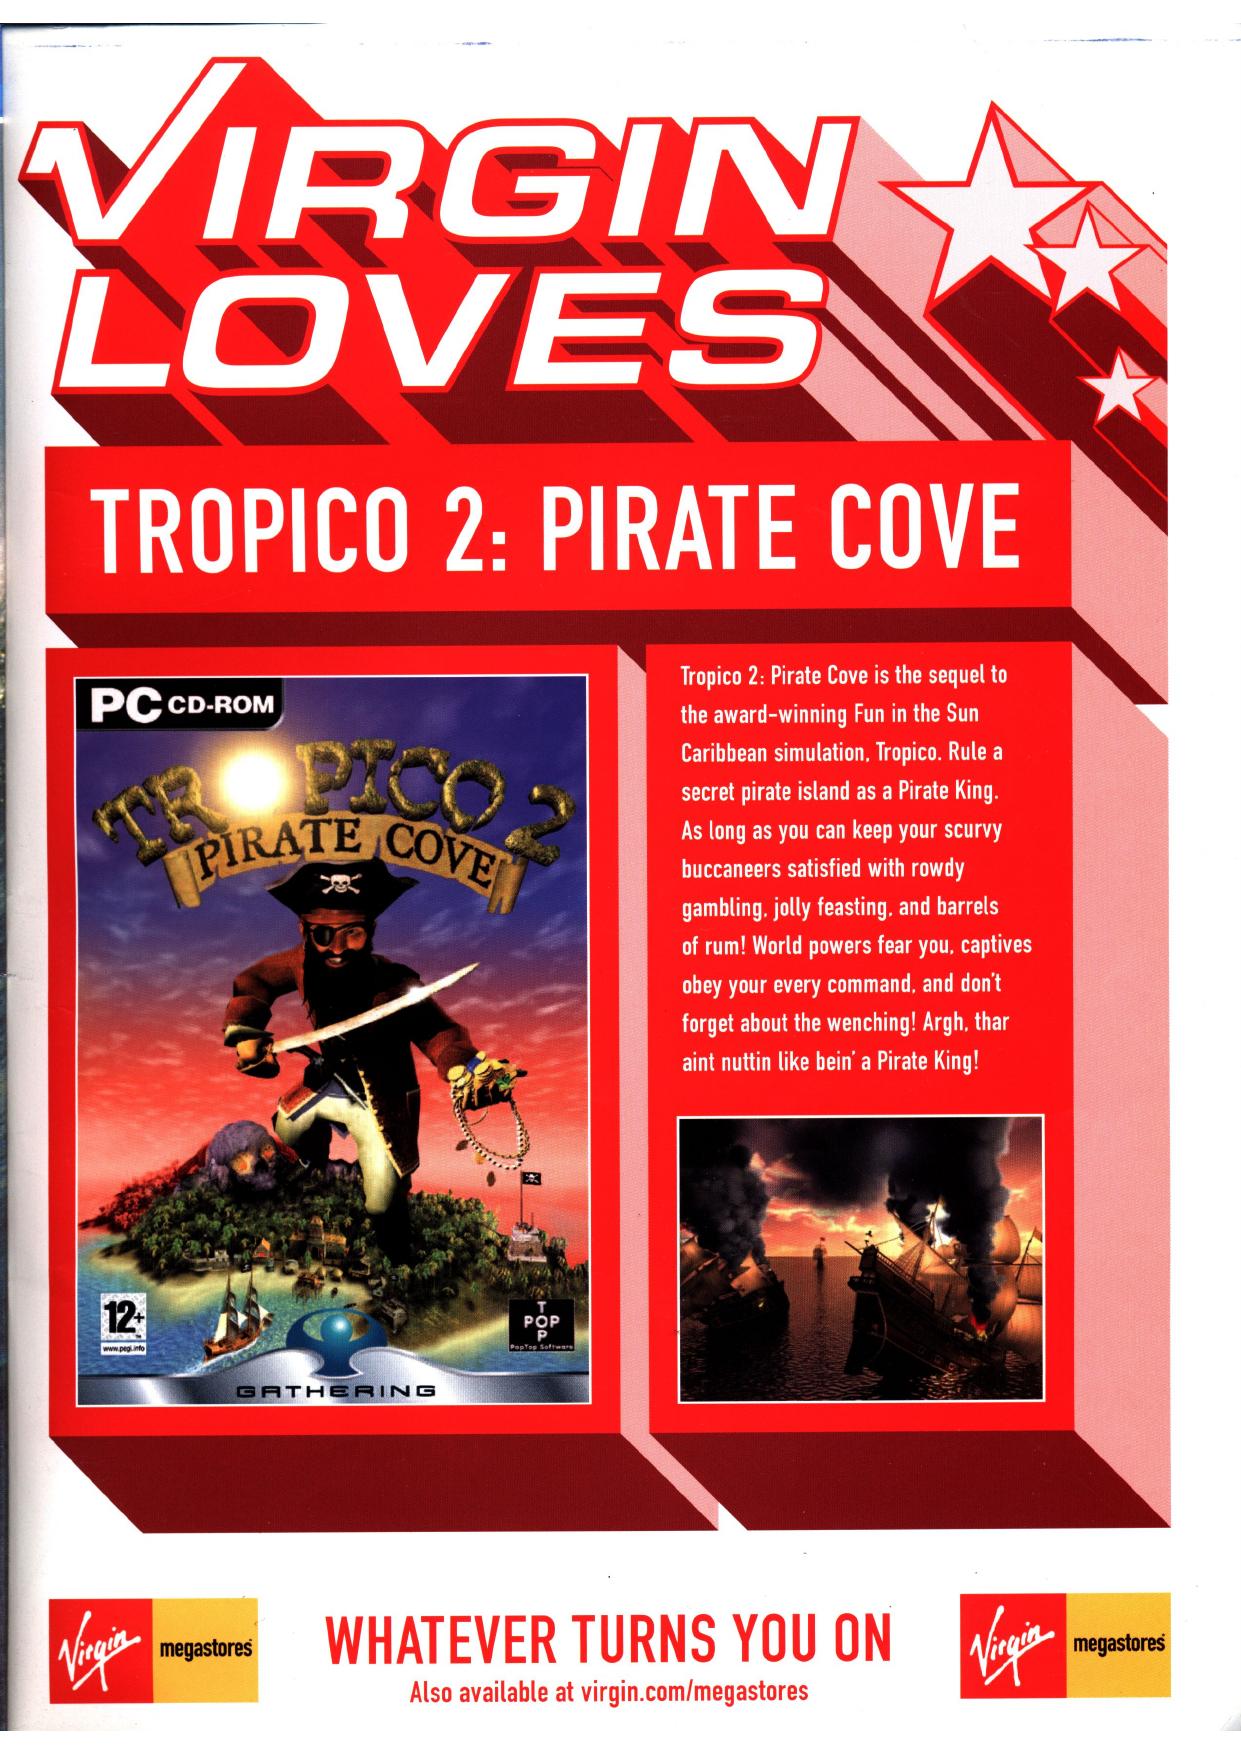 VIRGIN
LOVES
TROPICO 2: PIRATE COVE
PC CD-ROM
TROPICO 2
PIRATE COVE
12+
www.pegi.info
GATHERING
T
POP
P
PopTop Software
Tropico 2: Pirate Cove is the sequel to
the award-winning Fun in the Sun
Caribbean simulation, Tropico. Rule a
secret pirate island as a Pirate King.
As long as you can keep your scurvy
buccaneers satisfied with rowdy
gambling, jolly feasting, and barrels
of rum! World powers fear you, captives
obey your every command, and don't
forget about the wenching! Argh, thar
aint nuttin like bein' a Pirate King!
Virgin megastores
WHATEVER TURNS YOU ON
Also available at virgin.com/megastores
Virgin megastores